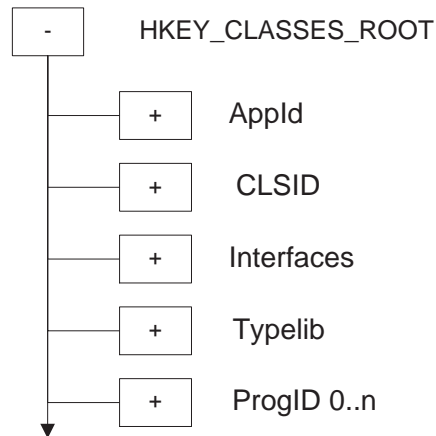 - HKEY_CLASSES_ROOT
+ AppId
+ CLSID
+ Interfaces
+ Typelib
+ ProgID 0..n